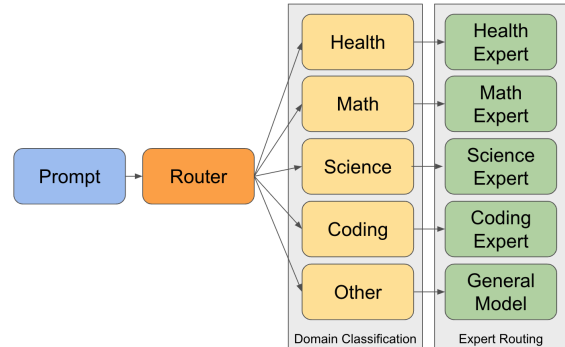 Prompt
Router
Health
Math
Science
Coding
Other
Domain Classification
Health
Expert
Math
Expert
Science
Expert
Coding
Expert
General
Model
Expert Routing